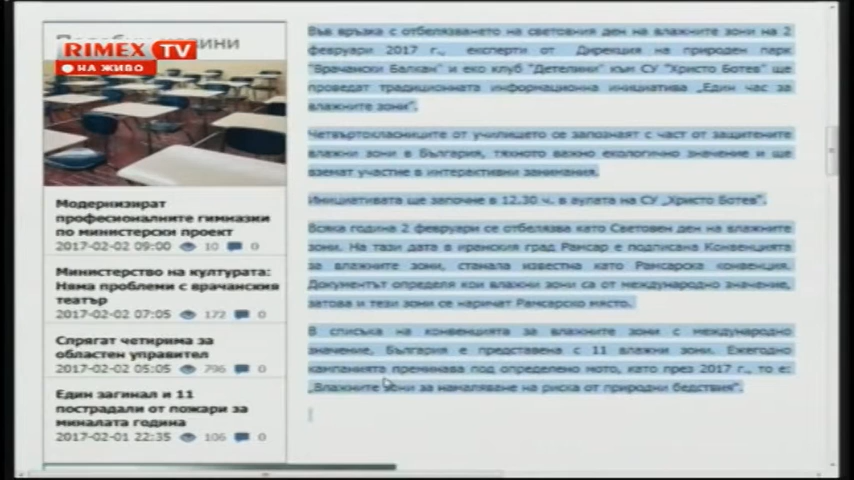 Подобни новини
RIMEX TV
НА ЖИВО
Модернизират
професионалните гимназии
по министерски проект
2017-02-02 09:00 10 0
Министерство на културата:
Няма проблеми с врачанския
театър
2017-02-02 07:05 172 0
Спрягат четирима за
областен управител
2017-02-02 05:05 796 0
Един загинал и 11
пострадали от пожари за
миналата година
2017-02-01 22:35 106 0
Във връзка с отбелязването на световния ден на влажните зони на 2
февруари 2017 г., експерти от Дирекция на природен парк
"Врачански Балкан" и еко клуб "Детелини" към СУ "Христо Ботев" ще
проведат традиционната информационна инициатива „Един час за
влажните зони".
Четвъртокласниците от училището се запознаят с част от защитените
влажни зони в България, тяхното важно екологично значение и ще
вземат участие в интерактивни занимания.
Инициативата ще започне в 12.30 ч. в аулата на СУ „Христо Ботев".
Всяка година 2 февруари се отбелязва като Световен ден на влажните
зони. На тази дата в иранския град Рамсар е подписана Конвенцията
за влажните зони, станала известна като Рамсарска конвенция.
Документът определя кои влажни зони са от международно значение,
затова и тези зони се наричат Рамсарско място.
В списъка на конвенцията за влажните зони с международно
значение, България е представена с 11 влажни зони. Ежегодно
кампанията преминава под определено мото, като през 2017 г., то е:
„Влажните зони за намаляване на риска от природни бедствия".